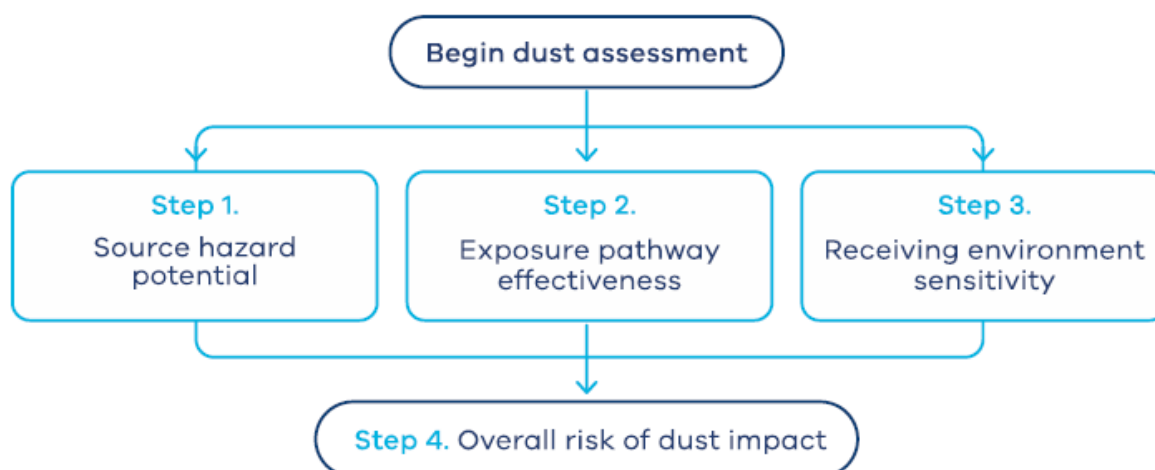 Begin dust assessment
Step 1.
Source hazard
potential
Step 2.
Exposure pathway
effectiveness
Step 3.
Receiving environment
sensitivity
Step 4. Overall risk of dust impact